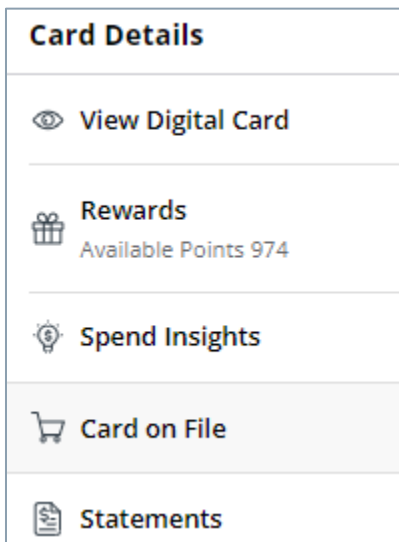 Card Details
View Digital Card
Rewards
Available Points 974
Spend Insights
Card on File
Statements